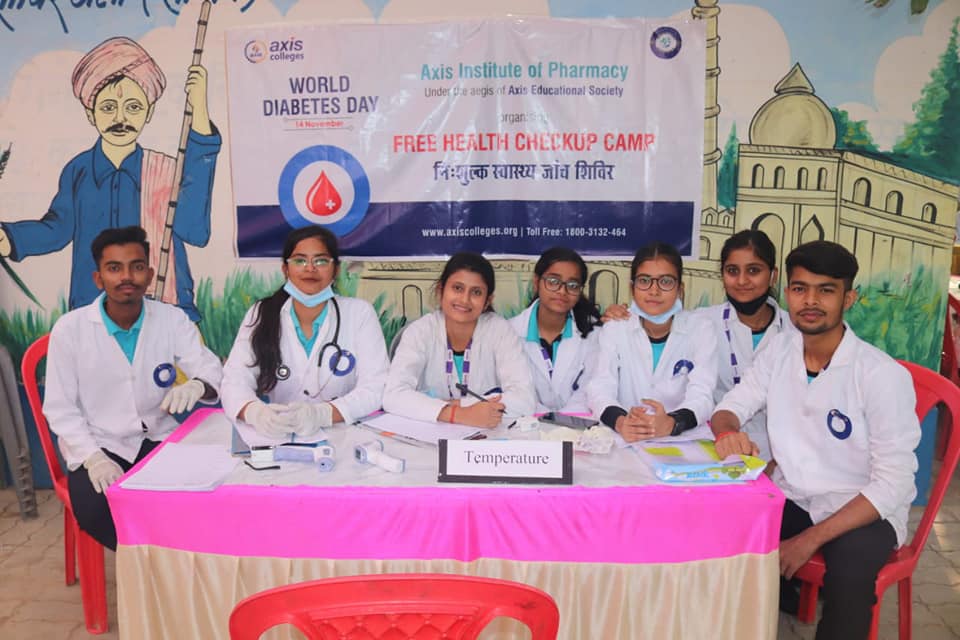 axis
colleges
WORLD
DIABETES DAY
14 November
Axis Institute of Pharmacy
Under the aegis of Axis Educational Society
organising
FREE HEALTH CHECKUP CAMP
निःशुल्क स्वास्थ्य जांच शिविर
www.axiscolleges.org | Toll Free: 1800-3132-464
Temperature